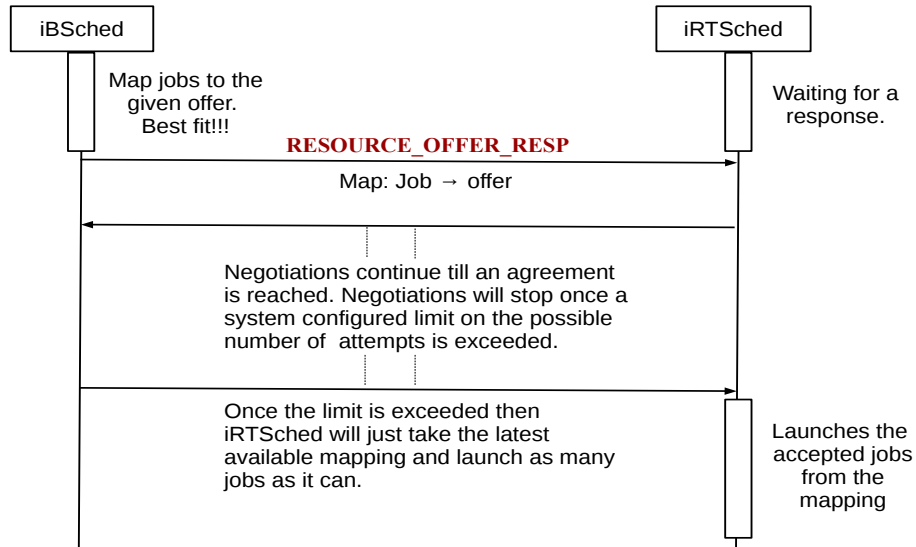 iBSched
iRTSched
Map jobs to the
given offer.
Best fit!!!
Waiting for a
response.
RESOURCE_OFFER_RESP
Map: Job → offer
Negotiations continue till an agreement
is reached. Negotiations will stop once a
system configured limit on the possible
number of attempts is exceeded.
Once the limit is exceeded then
iRTSched will just take the latest
available mapping and launch as many
jobs as it can.
Launches the
accepted jobs
from the
mapping